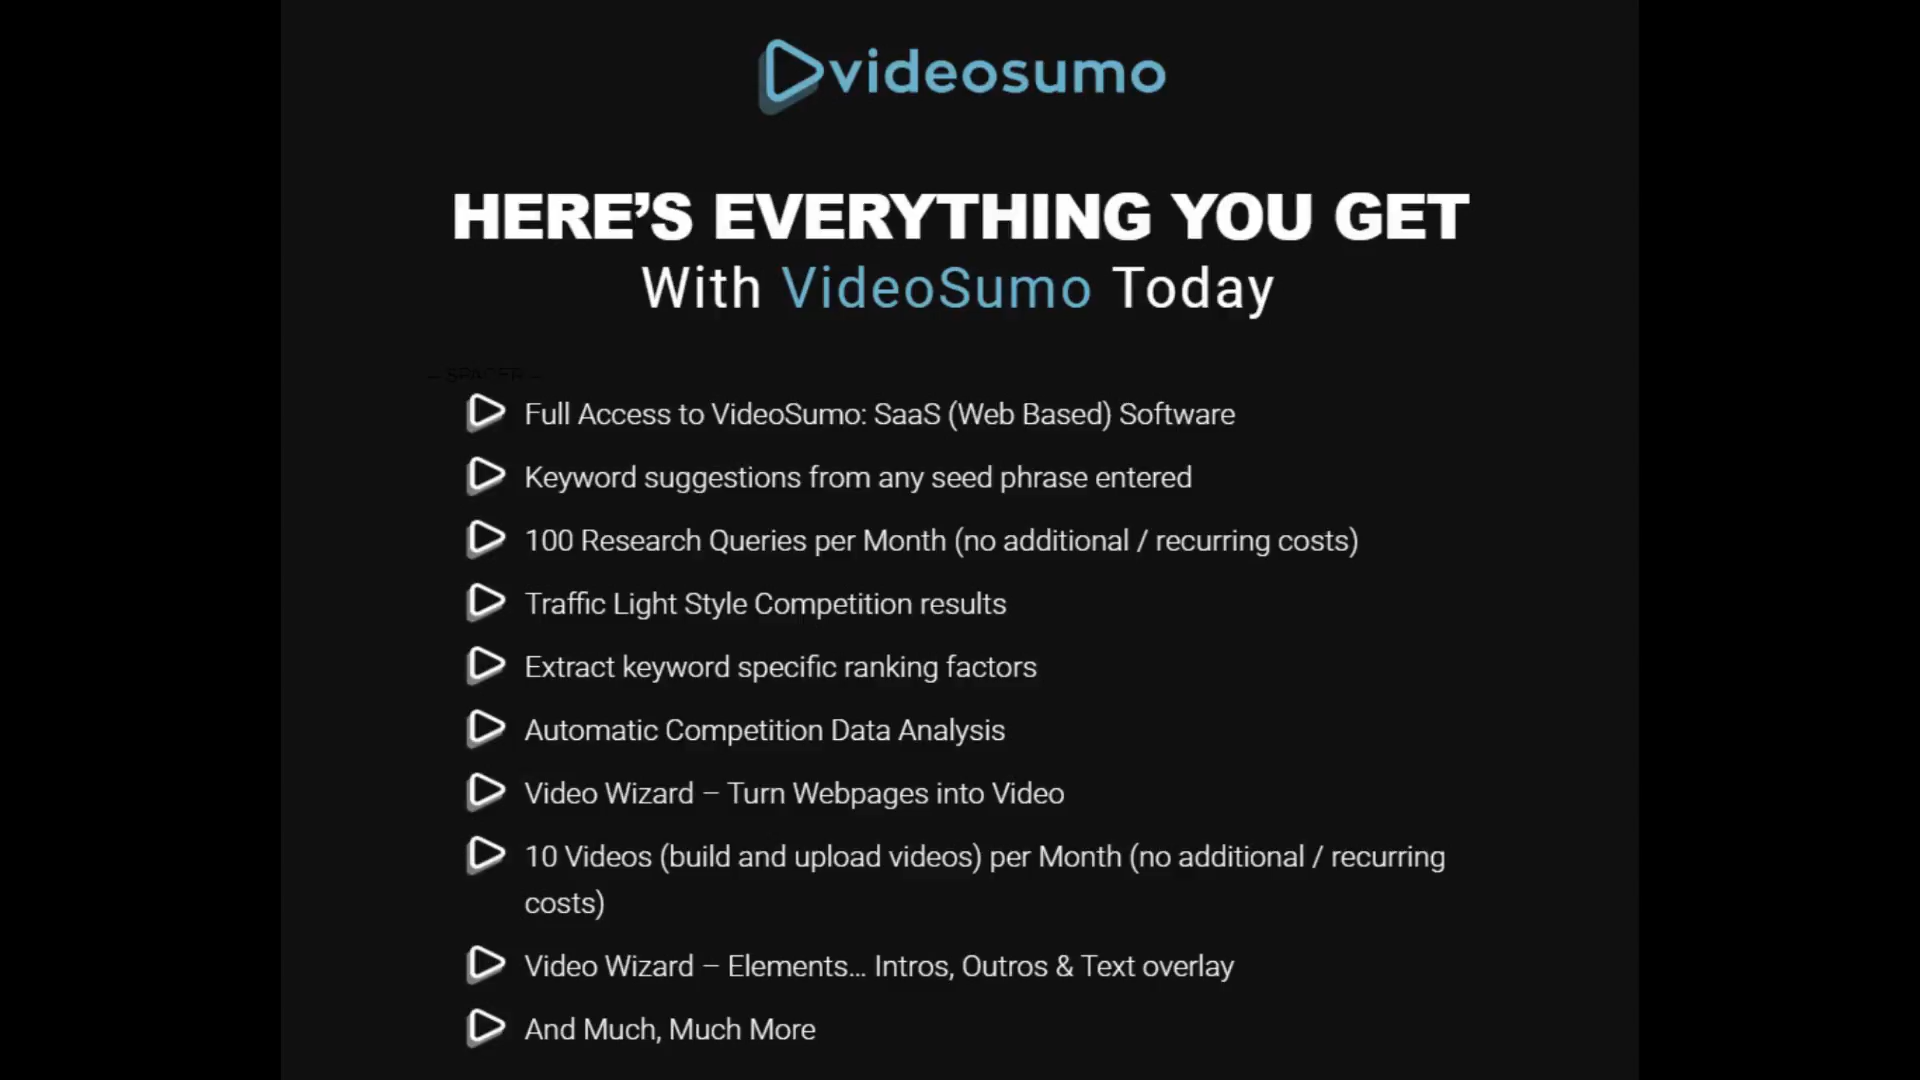 videosumo
HERE'S EVERYTHING YOU GET
With VideoSumo Today
– SPACER –
Full Access to VideoSumo: SaaS (Web Based) Software
Keyword suggestions from any seed phrase entered
100 Research Queries per Month (no additional / recurring costs)
Traffic Light Style Competition results
Extract keyword specific ranking factors
Automatic Competition Data Analysis
Video Wizard – Turn Webpages into Video
10 Videos (build and upload videos) per Month (no additional / recurring
costs)
Video Wizard – Elements... Intros, Outros & Text overlay
And Much, Much More